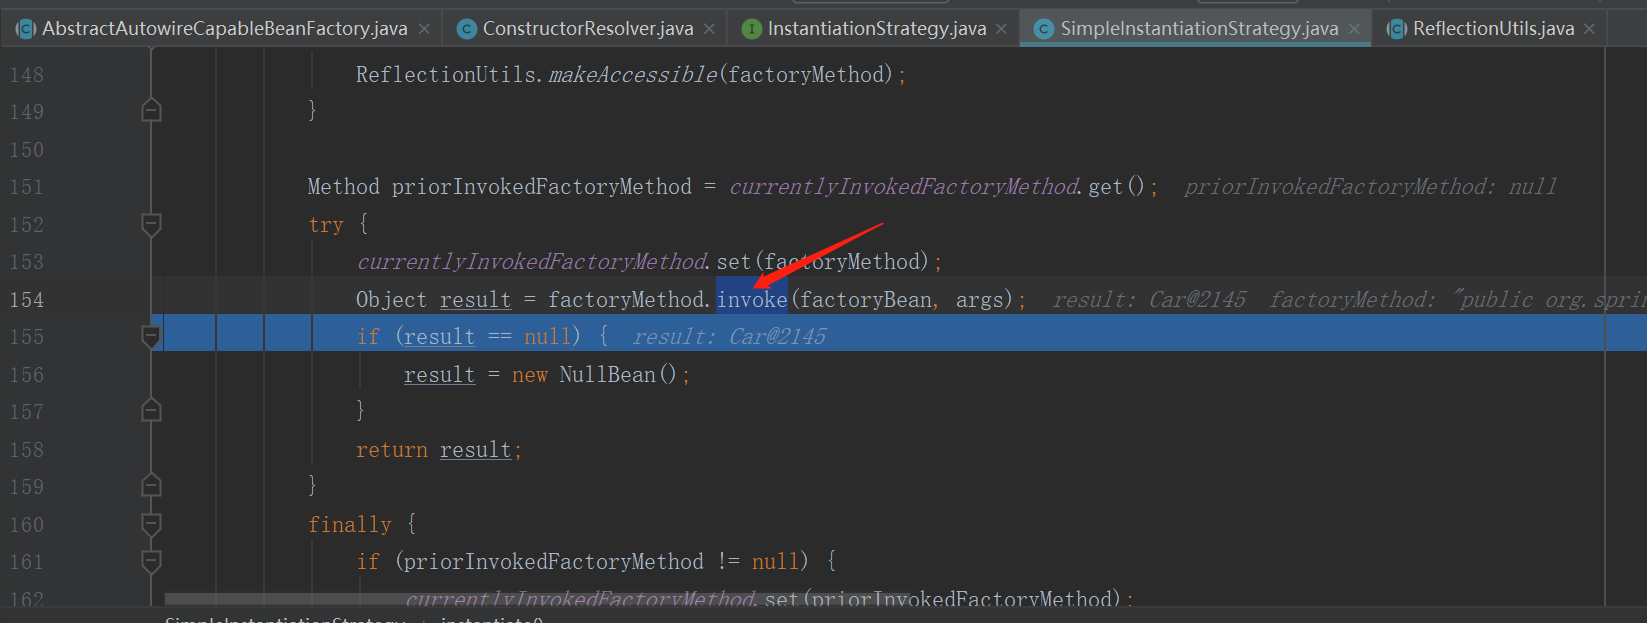 AbstractAutowireCapableBeanFactory.java ConstructorResolver.java InstantiationStrategy.java SimpleInstantiationStrategy.java ReflectionUtils.java
148 ReflectionUtils.makeAccessible(factoryMethod);
149 }
150
151 Method priorInvokedFactoryMethod = currentlyInvokedFactoryMethod.get(); priorInvokedFactoryMethod: null
152 try {
153 currentlyInvokedFactoryMethod.set(factoryMethod);
154 Object result = factoryMethod.invoke(factoryBean, args); result: Car@2145 factoryMethod: "public org.sprin
155 if (result == null) { result: Car@2145
156 result = new NullBean();
157 }
158 return result;
159 }
160 finally {
161 if (priorInvokedFactoryMethod != null) {
162 currentlyInvokedFactoryMethod.set(priorInvokedFactoryMethod);
SimpleInstantiationStrategy › instantiate()